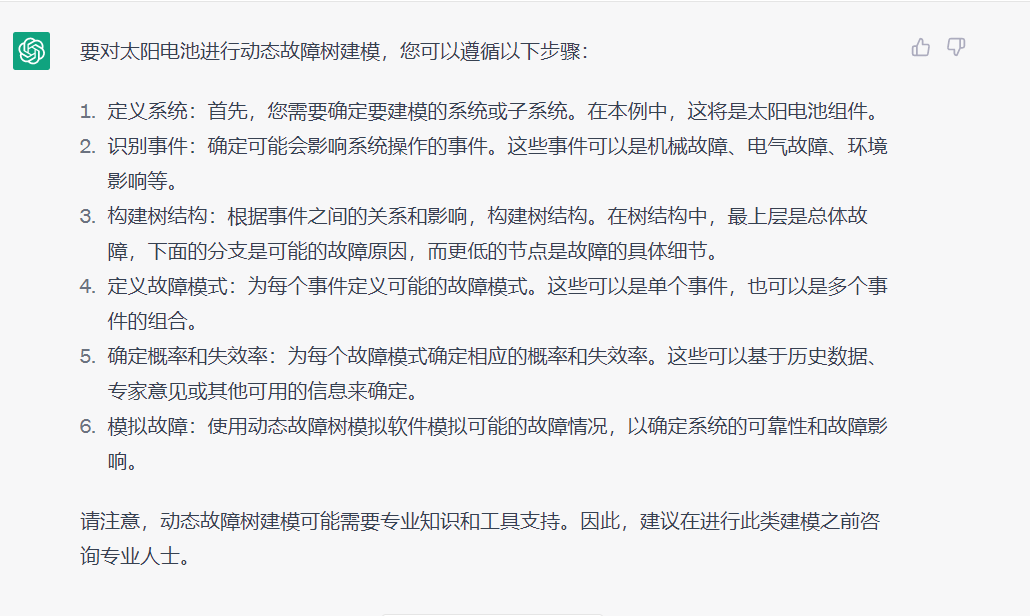 要对太阳电池进行动态故障树建模，您可以遵循以下步骤：
1. 定义系统：首先，您需要确定要建模的系统或子系统。在本例中，这将是太阳电池组件。
2. 识别事件：确定可能会影响系统操作的事件。这些事件可以是机械故障、电气故障、环境
影响等。
3. 构建树结构：根据事件之间的关系和影响，构建树结构。在树结构中，最上层是总体故
障，下面的分支是可能的故障原因，而更低的节点是故障的具体细节。
4. 定义故障模式：为每个事件定义可能的故障模式。这些可以是单个事件，也可以是多个事
件的组合。
5. 确定概率和失效率：为每个故障模式确定相应的概率和失效率。这些可以基于历史数据、
专家意见或其他可用的信息来确定。
6. 模拟故障：使用动态故障树模拟软件模拟可能的故障情况，以确定系统的可靠性和故障影
响。
请注意，动态故障树建模可能需要专业知识和工具支持。因此，建议在进行此类建模之前咨
询专业人士。